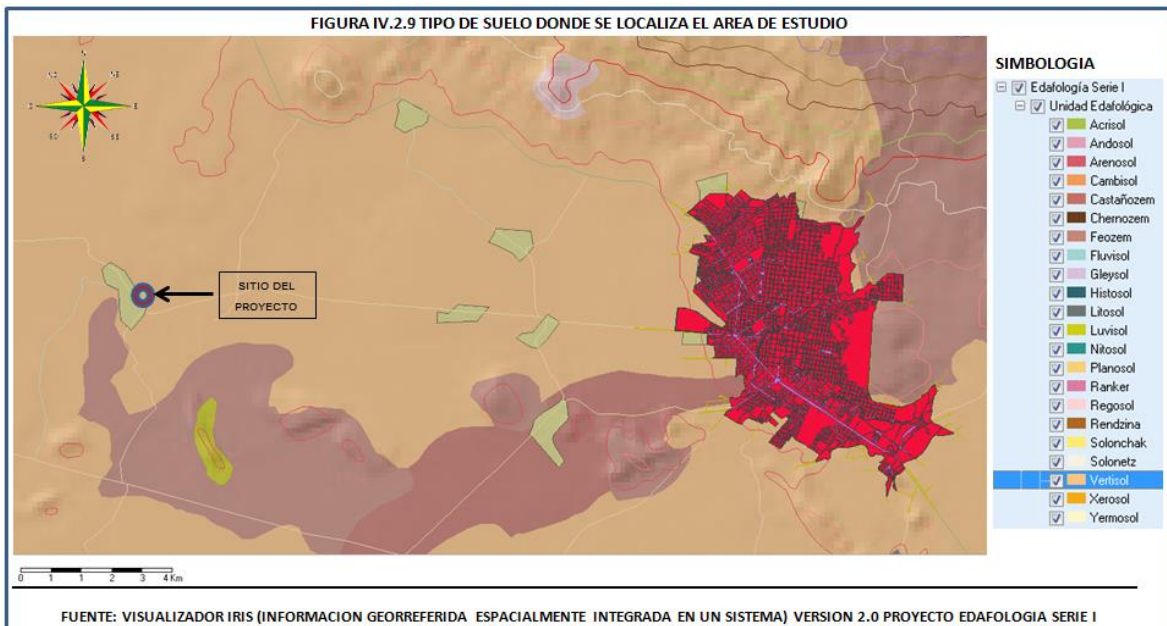 FIGURA IV.2.9 TIPO DE SUELO DONDE SE LOCALIZA EL AREA DE ESTUDIO
SITIO DEL
PROYECTO
SIMBOLOGIA
Edafología Serie I
Unidad Edafológica
Acrisol
Andosol
Arenosol
Cambisol
Castañozem
Chernozem
Feozem
Fluvisol
Gleysol
Histosol
Litosol
Luvisol
Nitosol
Planosol
Ranker
Regosol
Rendzina
Solonchak
Solonetz
Vertisol
Xerosol
Yermosol
0 1 1 2 3 4 Km
FUENTE: VISUALIZADOR IRIS (INFORMACION GEORREFERIDA ESPACIALMENTE INTEGRADA EN UN SISTEMA) VERSION 2.0 PROYECTO EDAFOLOGIA SERIE I